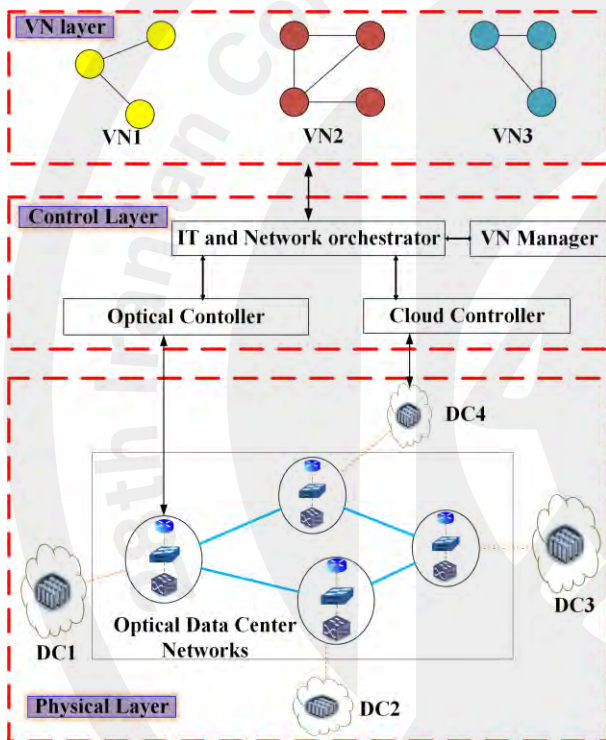 VN layer
VN1
VN2
VN3
Control Layer
IT and Network orchestrator
VN Manager
Optical Contoller
Cloud Controller
DC4
DC3
Optical Data Center
Networks
DC1
DC2
Physical Layer